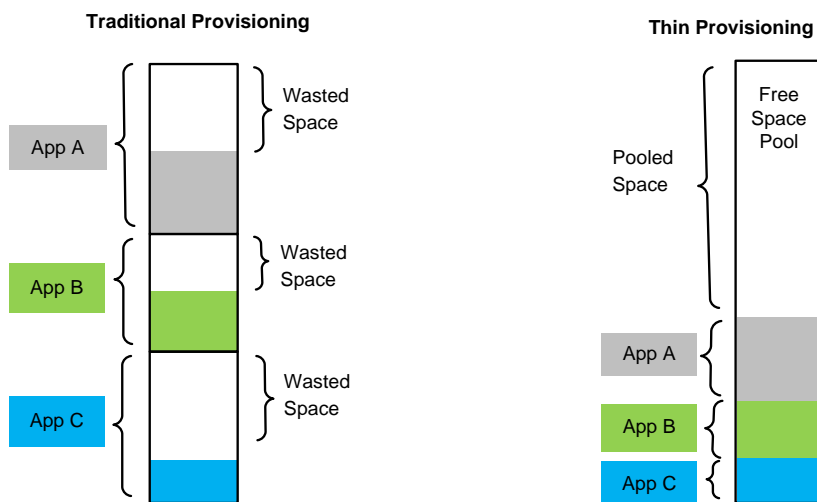 Traditional Provisioning
App A
Wasted
Space
App B
Wasted
Space
App C
Wasted
Space
Thin Provisioning
Free
Space
Pool
Pooled
Space
App A
App B
App C